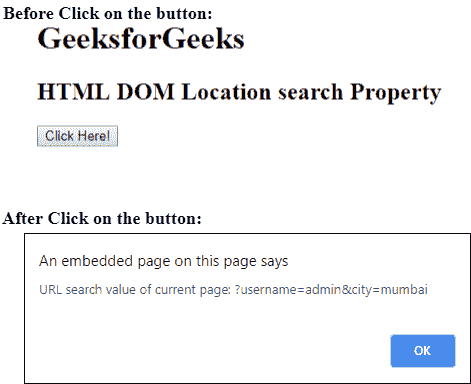 Before Click on the button:
GeeksforGeeks
HTML DOM Location search Property
Click Here!
After Click on the button:
An embedded page on this page says
URL search value of current page: ?username=admin&city=mumbai
OK